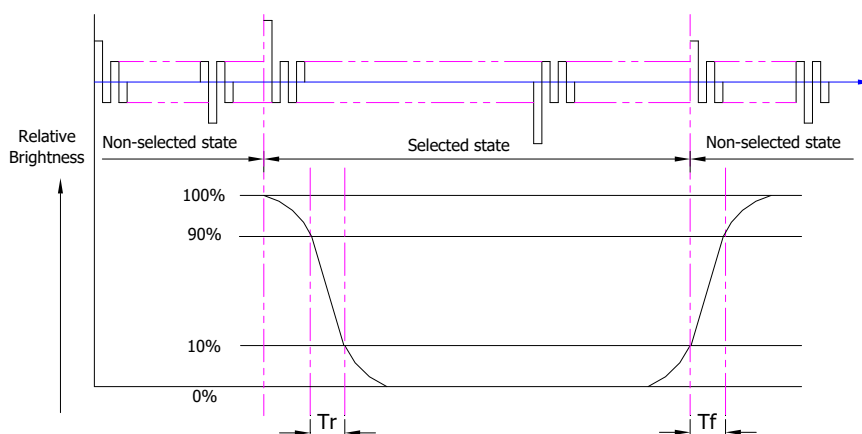 Relative
Brightness
Non-selected state
Selected state
Non-selected state
100%
90%
10%
0%
Tr
Tf